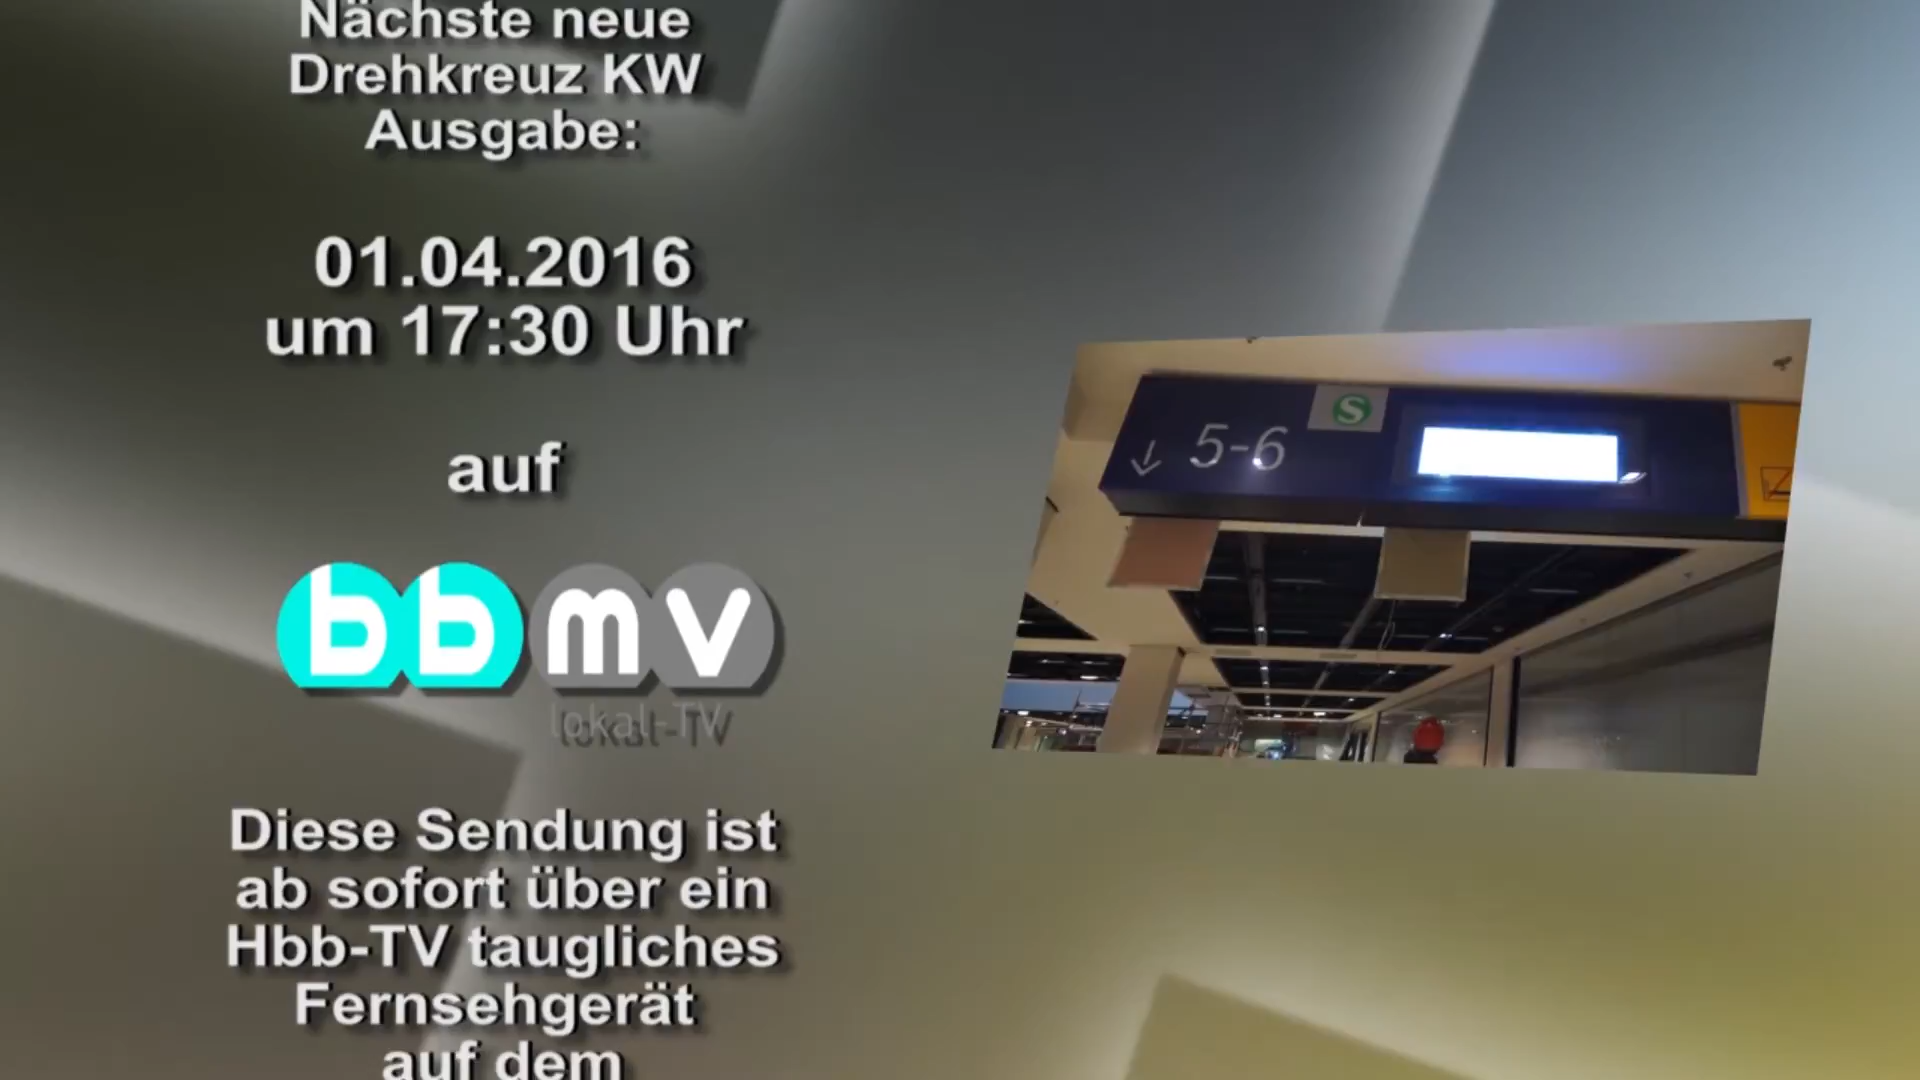 Nächste neue
Drehkreuz KW
Ausgabe:
01.04.2016
um 17:30 Uhr
auf
bbmv
lokal-TV
Diese Sendung ist
ab sofort über ein
Hbb-TV taugliches
Fernsehgerät
auf dem
↓ 5-6 S